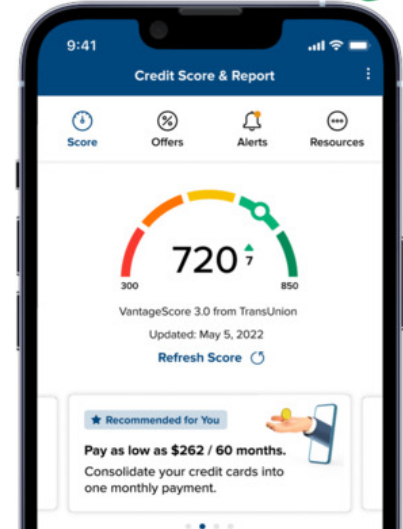 9:41
Credit Score & Report
Score
Offers
Alerts
Resources
720
7
300
850
VantageScore 3.0 from TransUnion
Updated: May 5, 2022
Refresh Score
Recommended for You
Pay as low as $262 / 60 months.
Consolidate your credit cards into
one monthly payment.